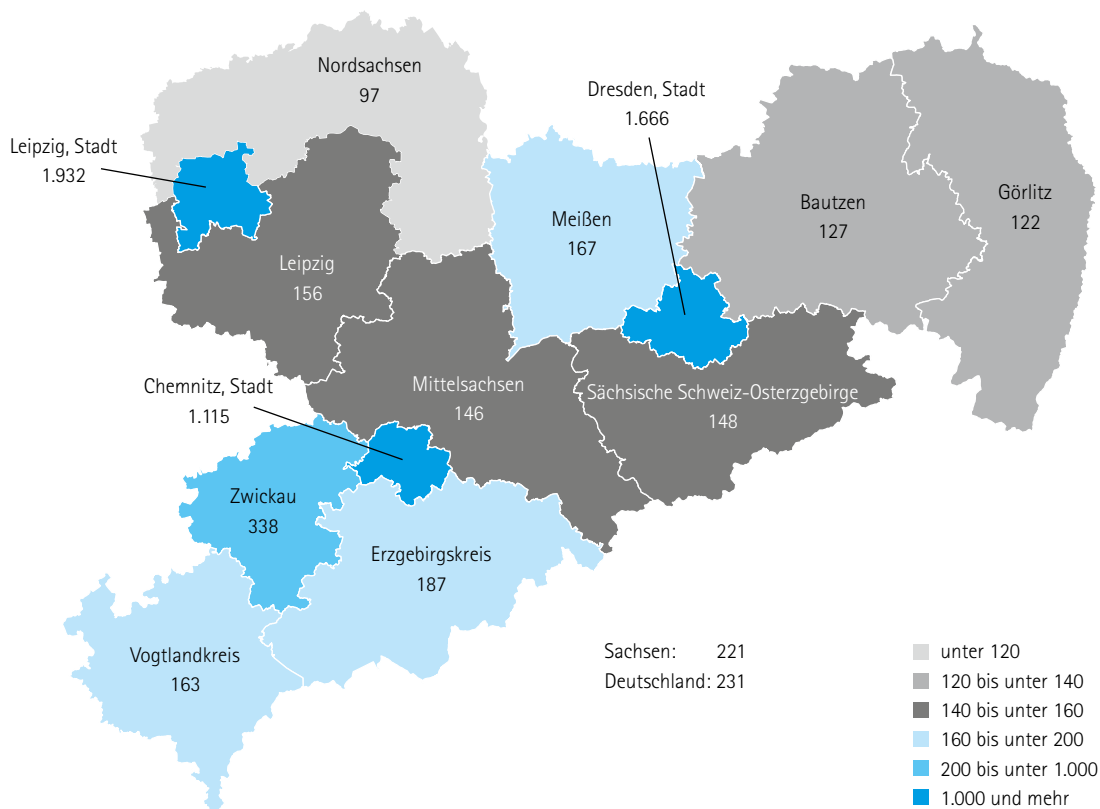 Nordsachsen
97
Dresden, Stadt
1.666
Leipzig, Stadt
1.932
Meißen
167
Bautzen
127
Görlitz
122
Leipzig
156
Chemnitz, Stadt
1.115
Mittelsachsen
146
Sächsische Schweiz-Osterzgebirge
148
Zwickau
338
Erzgebirgskreis
187
Vogtlandkreis
163
Sachsen: 221
Deutschland: 231
unter 120
120 bis unter 140
140 bis unter 160
160 bis unter 200
200 bis unter 1.000
1.000 und mehr